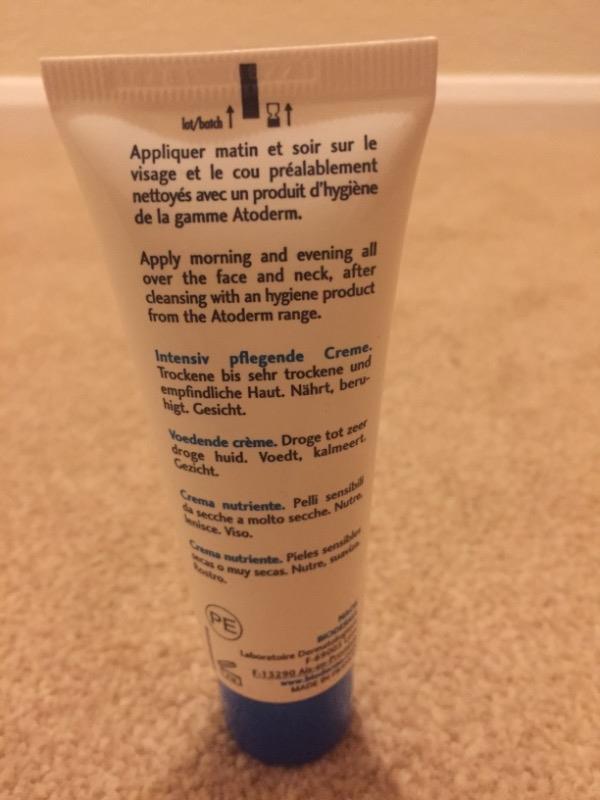 lot/batch
Appliquer matin et soir sur le
visage et le cou préalablement
nettoyés avec un produit d'hygiène
de la gamme Atoderm.
Apply morning and evening all
over the face and neck, after
cleansing with an hygiene product
from the Atoderm range.
Intensiv pflegende Creme.
Trockene bis sehr trockene und
empfindliche Haut. Nährt, beru-
higt. Gesicht.
Voedende crème. Droge tot zeer
droge huid. Voedt, kalmeert.
Gezicht.
Crema nutriente. Pelli sensibili
da secche a molto secche. Nutre,
lenisce. Viso.
Crema nutriente. Pieles sensibles
secas o muy secas. Nutre, suaviza.
Rostro.
PE
Laboratoire
F-13290
MADE IN